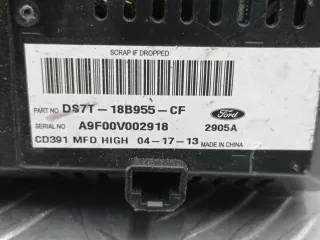 SCRAP IF DROPPED
PART NO DS7T-18B955-CF
Ford
SERIAL NO A9F00V002918 2905A
CD391 MFD HIGH 04-17-13 MADE IN CHINA